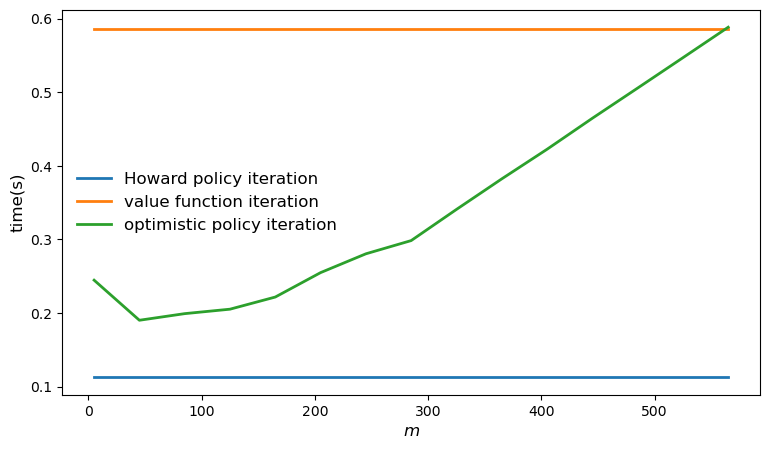 0.6
0.5
0.4
0.3
0.2
0.1
time(s)
Howard policy iteration
value function iteration
optimistic policy iteration
0 100 200 300 400 500
m